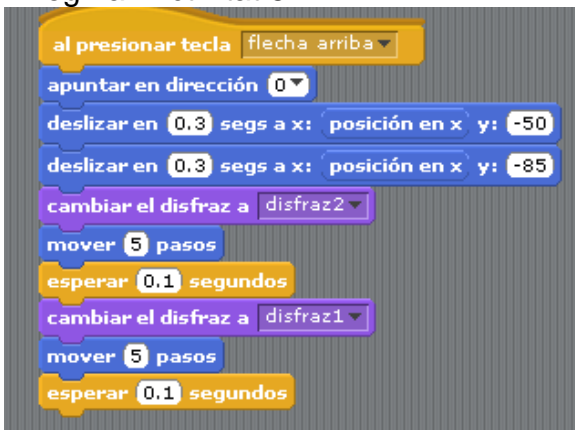 al presionar tecla flecha arriba
apuntar en dirección 0
deslizar en 0.3 segs a x: posición en x y: -50
deslizar en 0.3 segs a x: posición en x y: -85
cambiar el disfraz a disfraz2
mover 5 pasos
esperar 0.1 segundos
cambiar el disfraz a disfraz1
mover 5 pasos
esperar 0.1 segundos